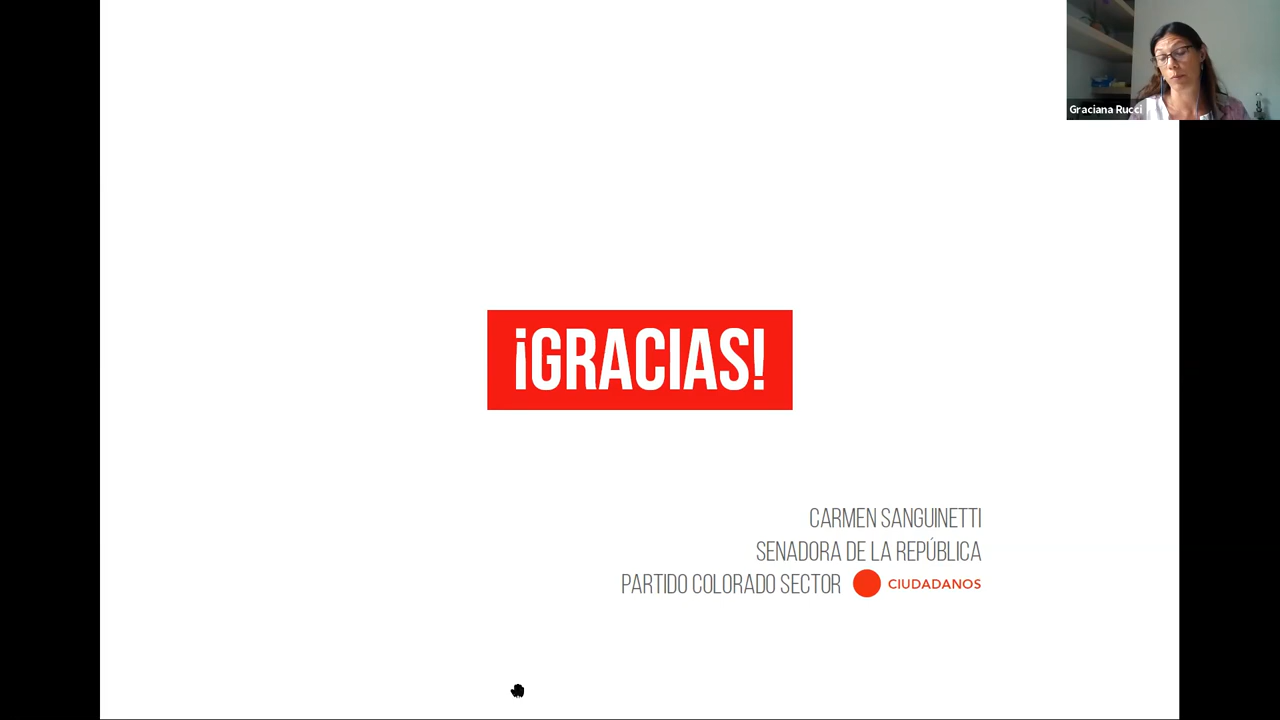 Graciana Rucci
¡GRACIAS!
CARMEN SANGUINETTI
SENADORA DE LA REPÚBLICA
PARTIDO COLORADO SECTOR CIUDADANOS